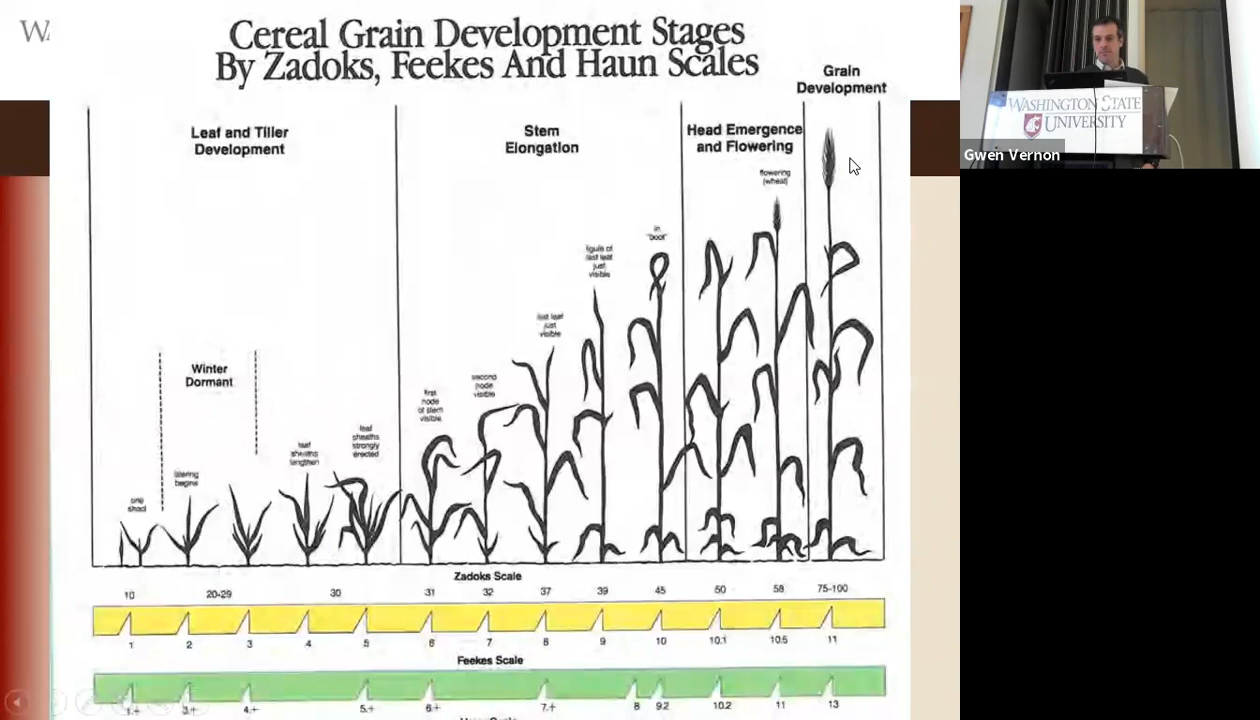 Cereal Grain Development Stages
By Zadoks, Feekes And Haun Scales
Grain
Development
Leaf and Tiller
Development
Stem
Elongation
Head Emergence
and Flowering
flowering
(wheat)
in
"boot"
ligule of
last leaf
just
visible
last leaf
just
visible
Winter
Dormant
second
node
visible
first
node
of stem
visible
leaf
sheaths
strongly
erected
leaf
sheaths
lengthen
tillering
begins
one
shoot
Zadoks Scale
10 20-29 30 31 32 37 39 45 50 58 75-100
1 2 3 4 5 6 7 8 9 10 10.1 10.5 11
Feekes Scale
1.+ 3.+ 4.+ 5.+ 6.+ 7.+ 8 9.2 10.2 11 13
WASHINGTON STATE
UNIVERSITY
Gwen Vernon